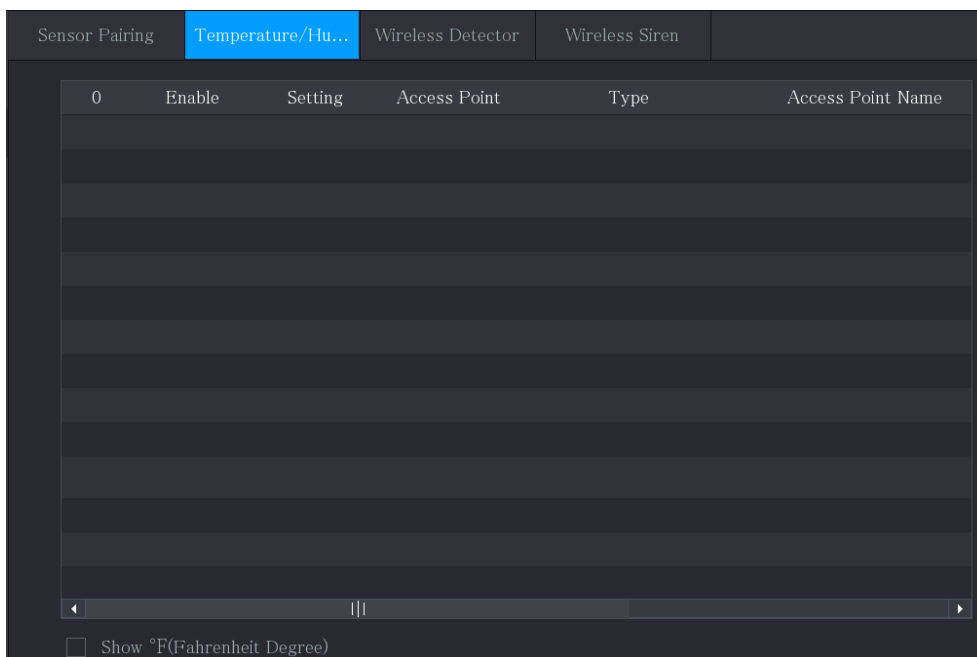 Sensor Pairing Temperature/Hu... Wireless Detector Wireless Siren
0 Enable Setting Access Point Type Access Point Name
Show °F(Fahrenheit Degree)